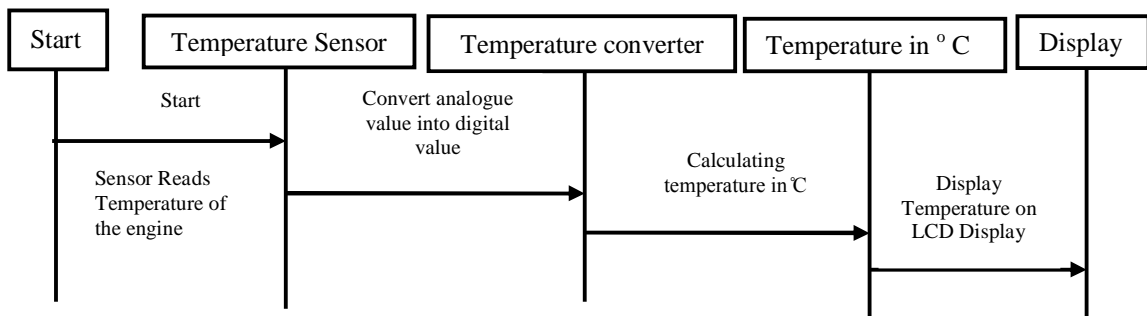 Start
Temperature Sensor
Temperature converter
Temperature in ° C
Display
Start
Convert analogue
value into digital
value
Sensor Reads
Temperature of
the engine
Calculating
temperature in℃
Display
Temperature on
LCD Display